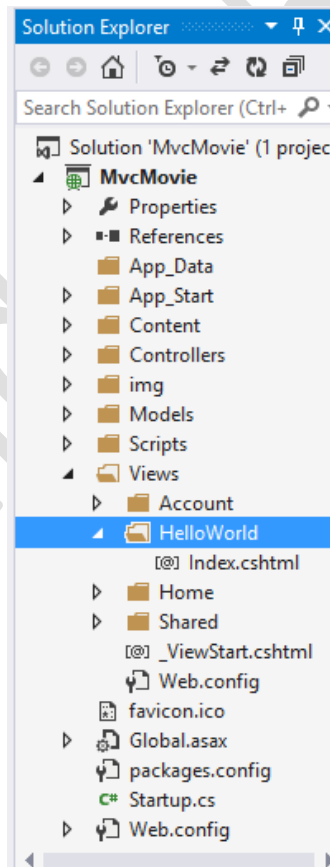 Solution Explorer
Search Solution Explorer (Ctrl+
Solution 'MvcMovie' (1 projec
MvcMovie
Properties
References
App_Data
App_Start
Content
Controllers
img
Models
Scripts
Views
Account
HelloWorld
[@] Index.cshtml
Home
Shared
[@] _ViewStart.cshtml
Web.config
favicon.ico
Global.asax
packages.config
C# Startup.cs
Web.config